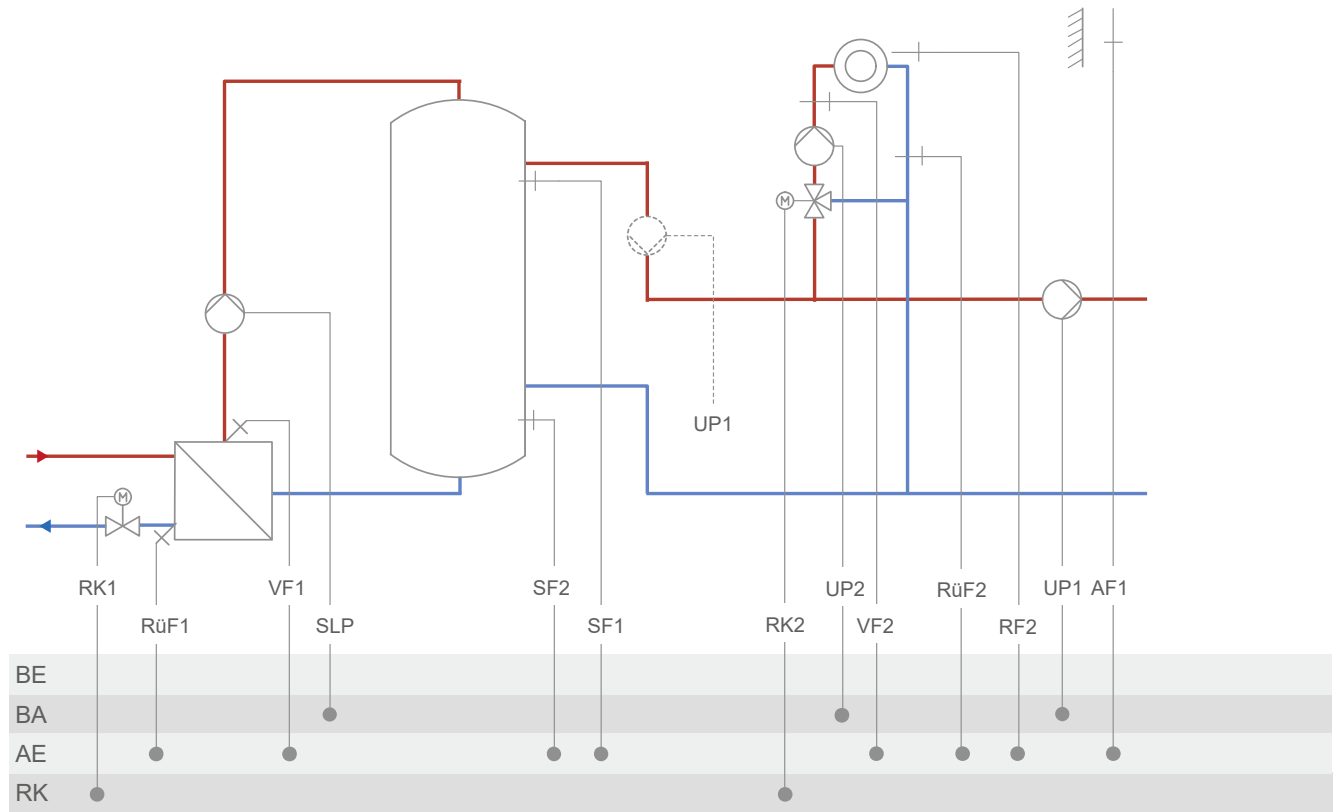 M
UP1
M
RK1
VF1
SF2
UP2
RüF2
UP1
AF1
RüF1
SLP
SF1
RK2
VF2
RF2
BE
BA
AE
RK